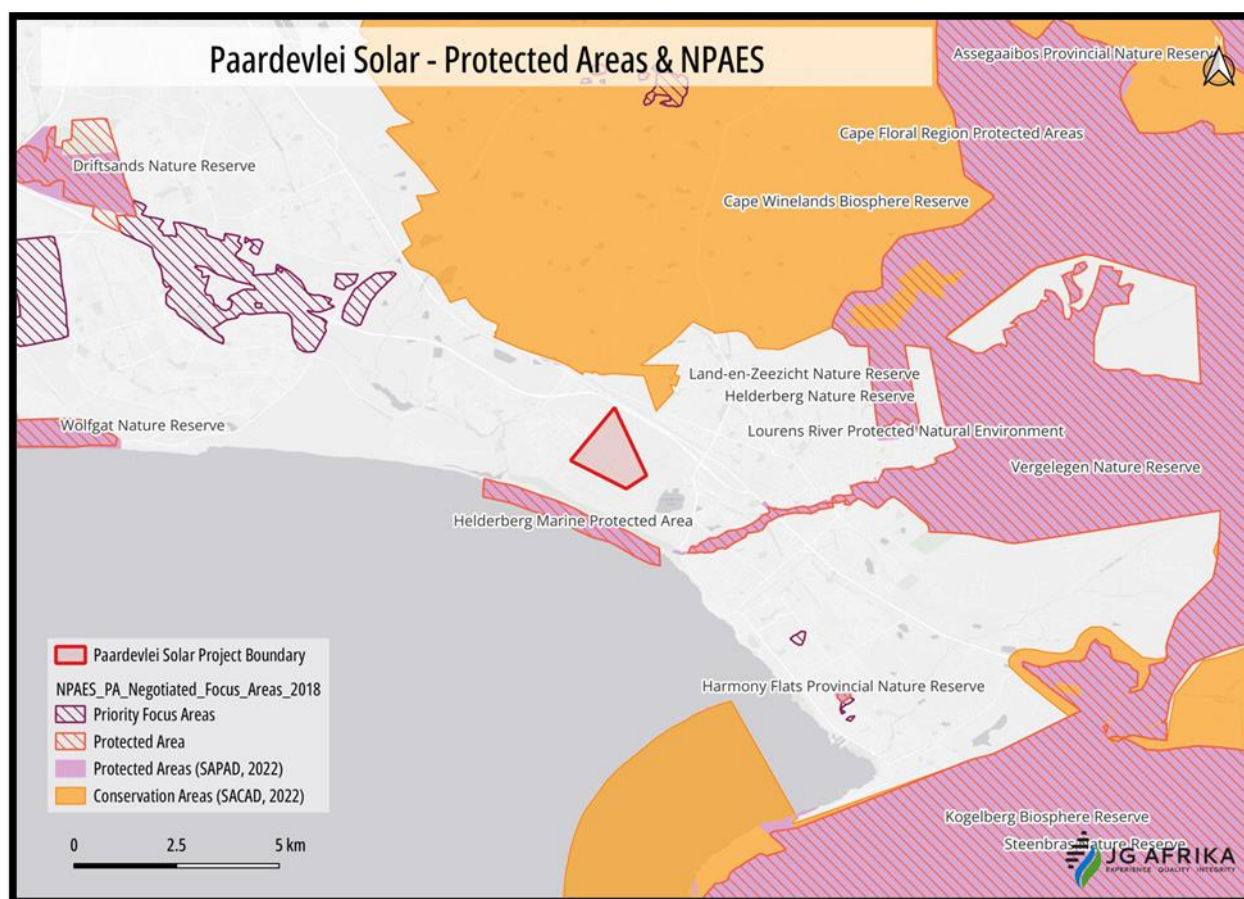 Paardevlei Solar - Protected Areas & NPAES
Assegaaibos Provincial Nature Reserv
N
Cape Floral Region Protected Areas
Driftsands Nature Reserve
Cape Winelands Biosphere Reserve
Land-en-Zeezicht Nature Reserve
Helderberg Nature Reserve
Wolfgat Nature Reserve
Lourens River Protected Natural Environment
Vergelegen Nature Reserve
Helderberg Marine Protected Area
Harmony Flats Provincial Nature Reserve
Paardevlei Solar Project Boundary
NPAES_PA_Negotiated_Focus_Areas_2018
Priority Focus Areas
Protected Area
Protected Areas (SAPAD, 2022)
Conservation Areas (SACAD, 2022)
0 2.5 5 km
Kogelberg Biosphere Reserve
Steenbras Nature Reserve
JG AFRIKA
EXPERIENCE QUALITY INTEGRITY